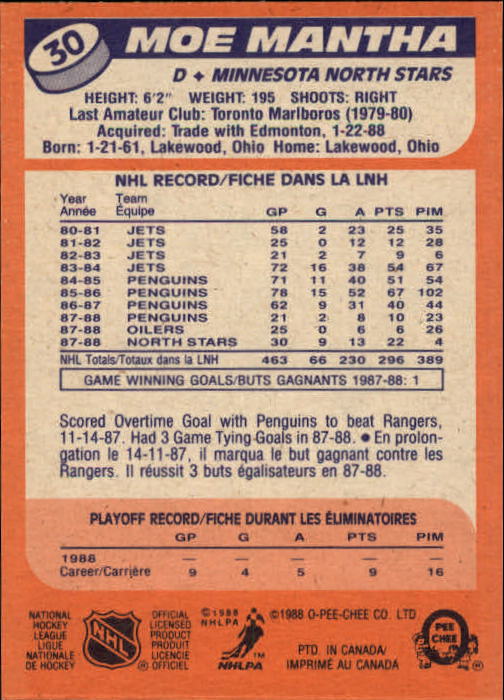 30 MOE MANTHA
D ✦ MINNESOTA NORTH STARS
HEIGHT: 6'2" WEIGHT: 195 SHOOTS: RIGHT
Last Amateur Club: Toronto Marlboros (1979-80)
Acquired: Trade with Edmonton, 1-22-88
Born: 1-21-61, Lakewood, Ohio Home: Lakewood, Ohio
NHL RECORD/FICHE DANS LA LNH
Year Team
Année Équipe GP G A PTS PIM
80-81 JETS 58 2 23 25 35
81-82 JETS 25 0 12 12 28
82-83 JETS 21 2 7 9 6
83-84 JETS 72 16 38 54 67
84-85 PENGUINS 71 11 40 51 54
85-86 PENGUINS 78 15 52 67 102
86-87 PENGUINS 62 9 31 40 44
87-88 PENGUINS 21 2 8 10 23
87-88 OILERS 25 0 6 6 26
87-88 NORTH STARS 30 9 13 22 4
NHL Totals/Totaux dans la LNH 463 66 230 296 389
GAME WINNING GOALS/BUTS GAGNANTS 1987-88: 1
Scored Overtime Goal with Penguins to beat Rangers,
11-14-87. Had 3 Game Tying Goals in 87-88. ● En prolon-
gation le 14-11-87, il marqua le but gagnant contre les
Rangers. Il réussit 3 buts égalisateurs en 87-88.
PLAYOFF RECORD/FICHE DURANT LES ÉLIMINATOIRES
GP G A PTS PIM
1988 — — — — —
Career/Carrière 9 4 5 9 16
NATIONAL
HOCKEY
LEAGUE
LIGUE
NATIONALE
DE HOCKEY
NHL
®
OFFICIAL
LICENSED
PRODUCT
PRODUIT
LICENCIE
OFFICIEL
©1988
NHLPA
TM
NHLPA
©1988 O-PEE-CHEE CO. LTD.
PTD. IN CANADA/
IMPRIMÉ AU CANADA
O
PEE
CHEE
®